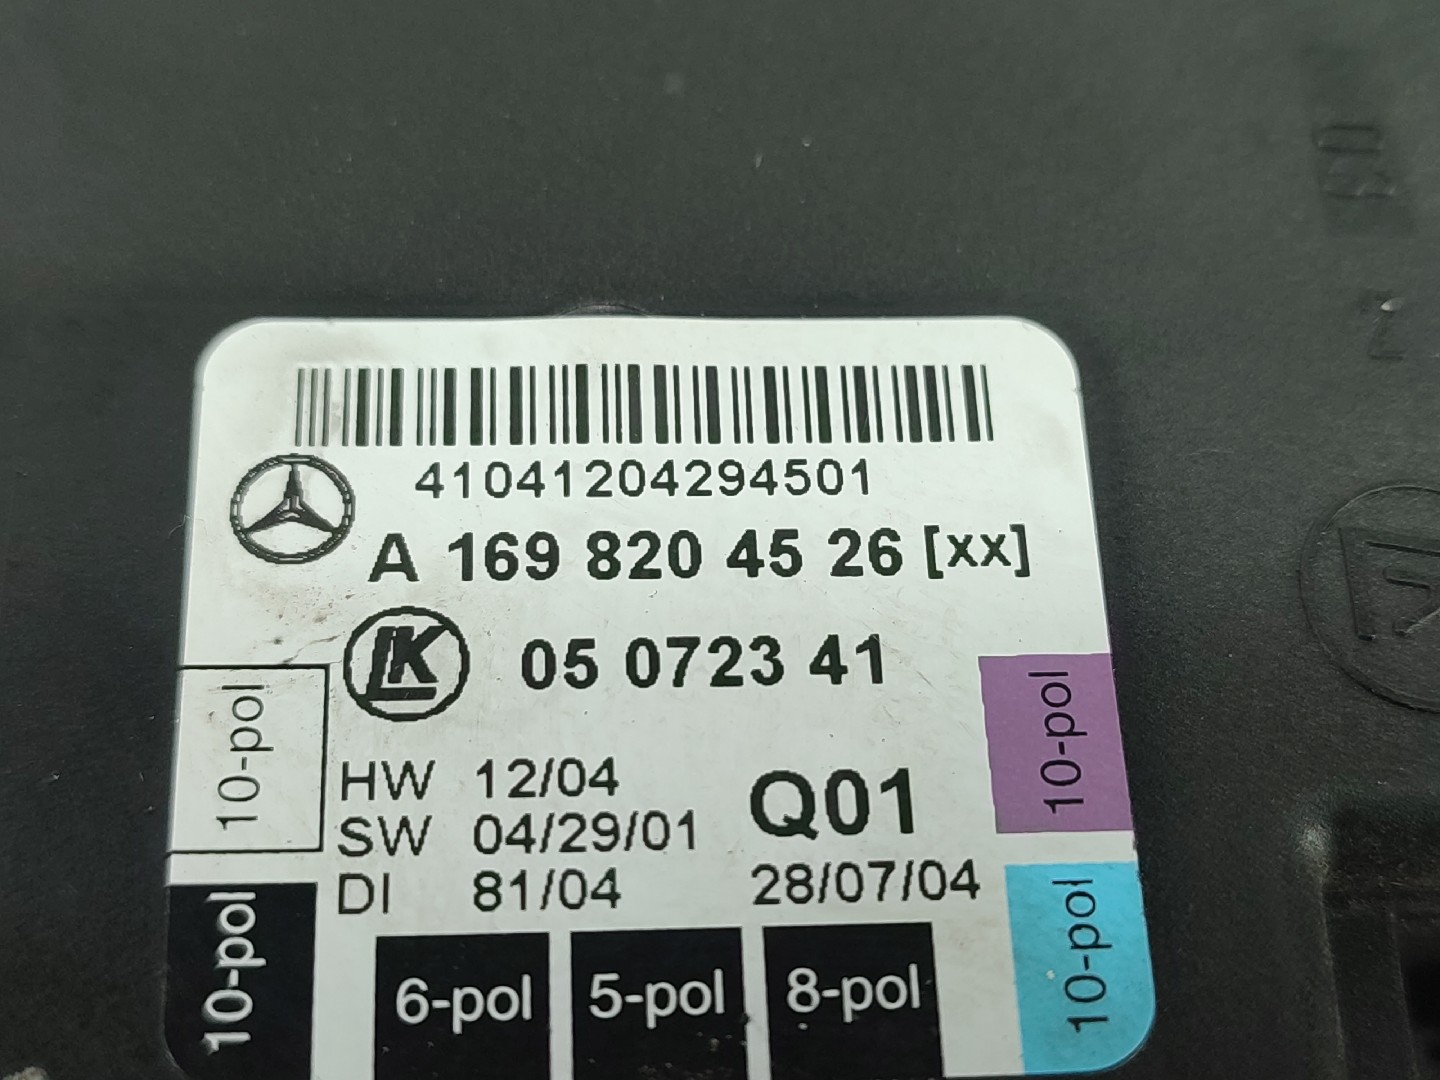 41041204294501
A 169 820 45 26 [xx]
LK 05 0723 41
10-pol
10-pol
HW 12/04
SW 04/29/01
DI 81/04
Q01
28/07/04
10-pol
10-pol
6-pol 5-pol 8-pol